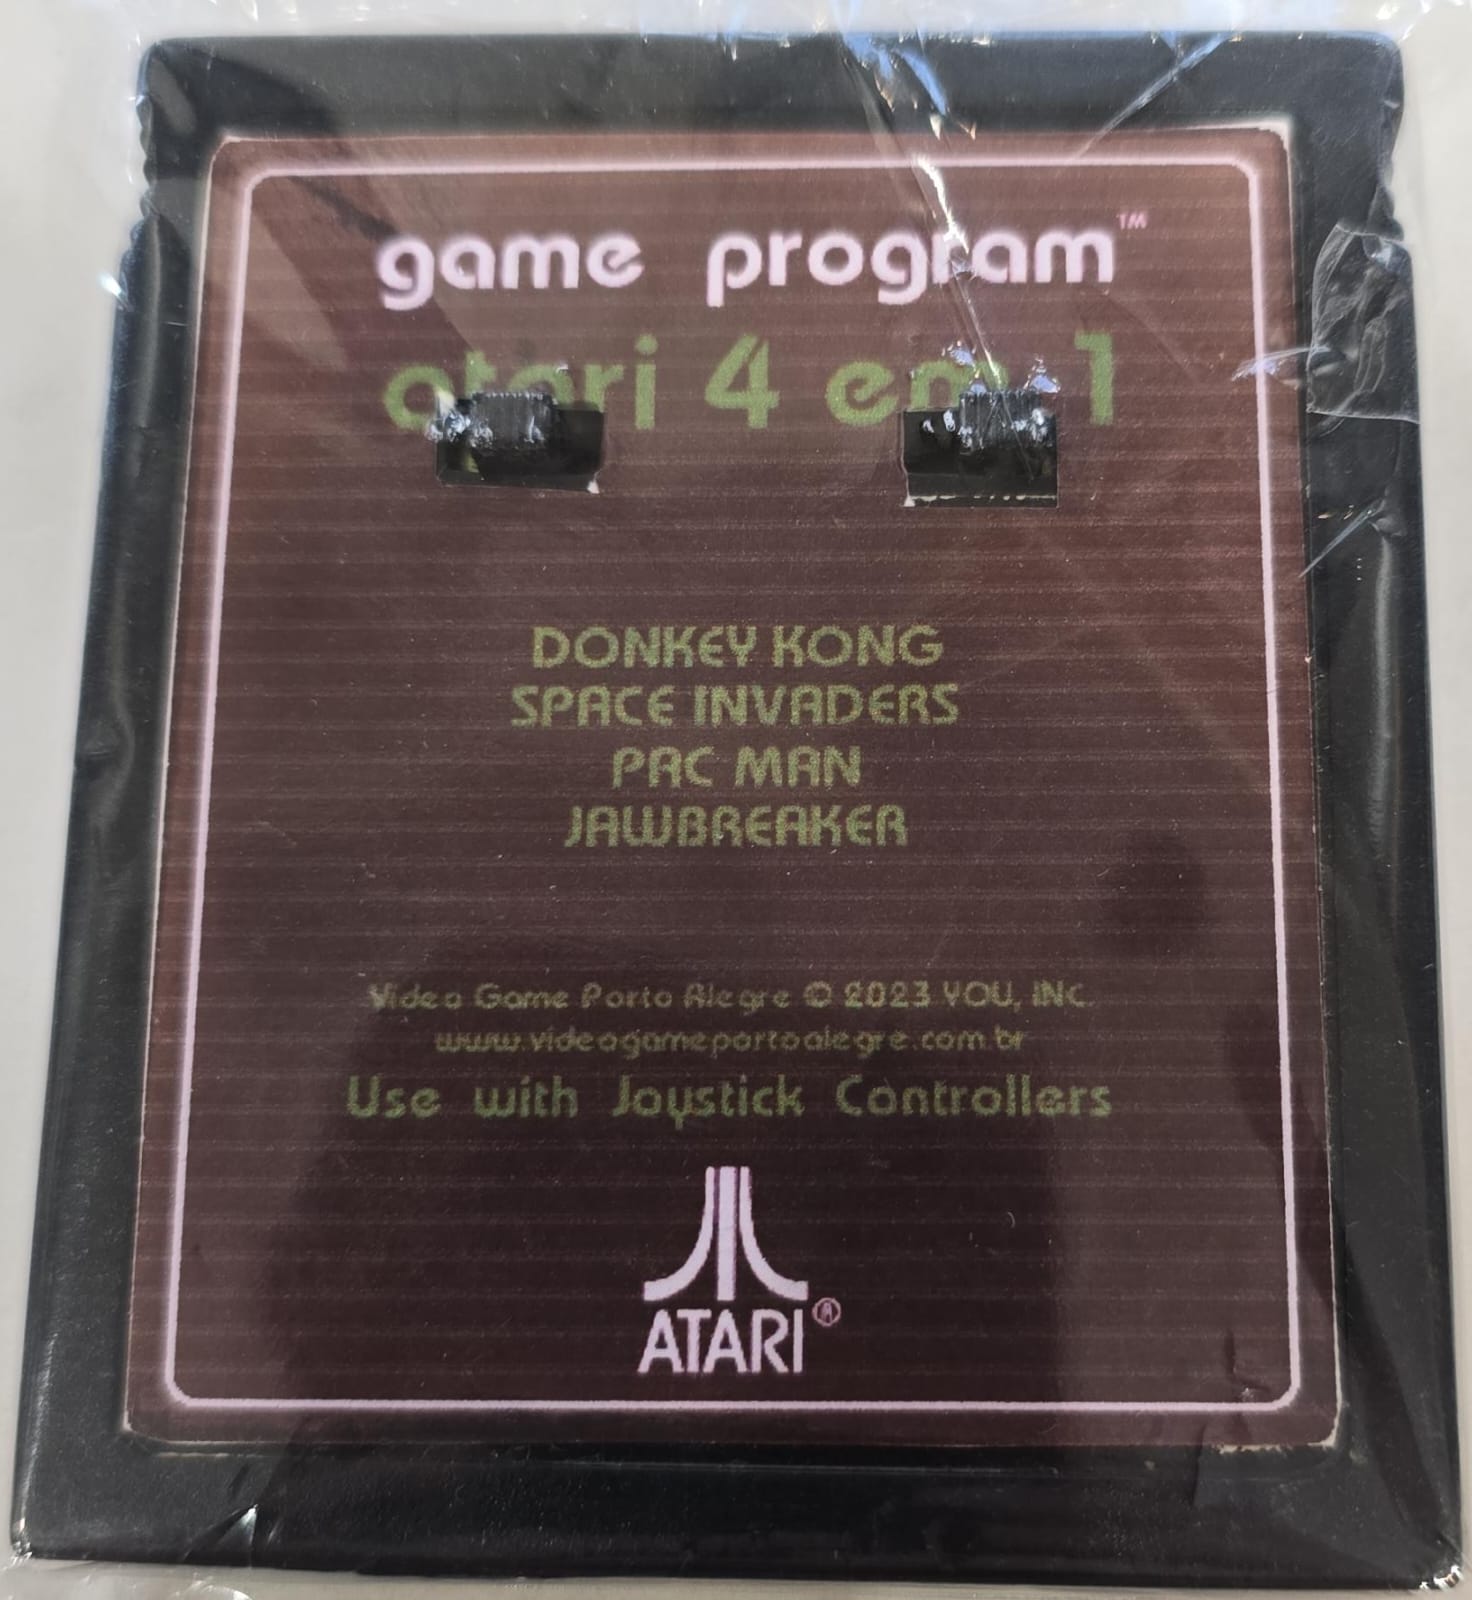 game program™
atari 4 em 1
DONKEY KONG
SPACE INVADERS
PAC MAN
JAWBREAKER
Video Game Porto Alegre © 2023 YOU, INC.
www.videogameportoalegre.com.br
Use with Joystick Controllers
ATARI®